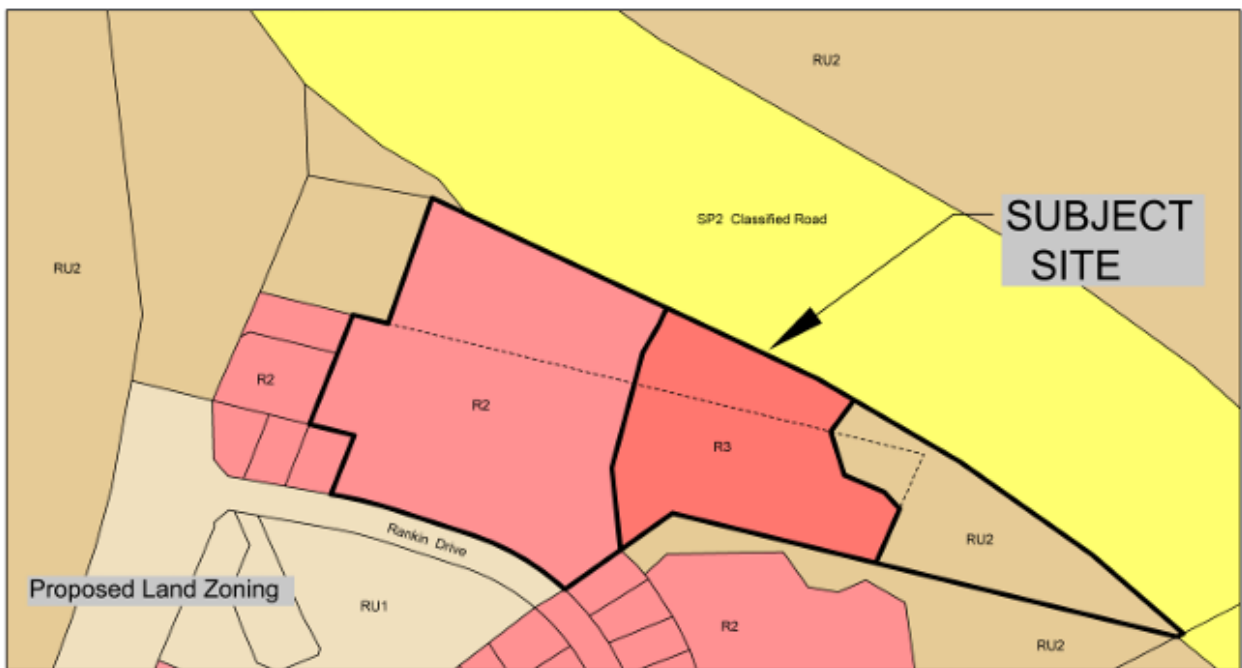 RU2
SP2 Classified Road
SUBJECT
SITE
RU2
R2
R2
R3
Rankin Drive
RU2
Proposed Land Zoning
RU1
R2
RU2